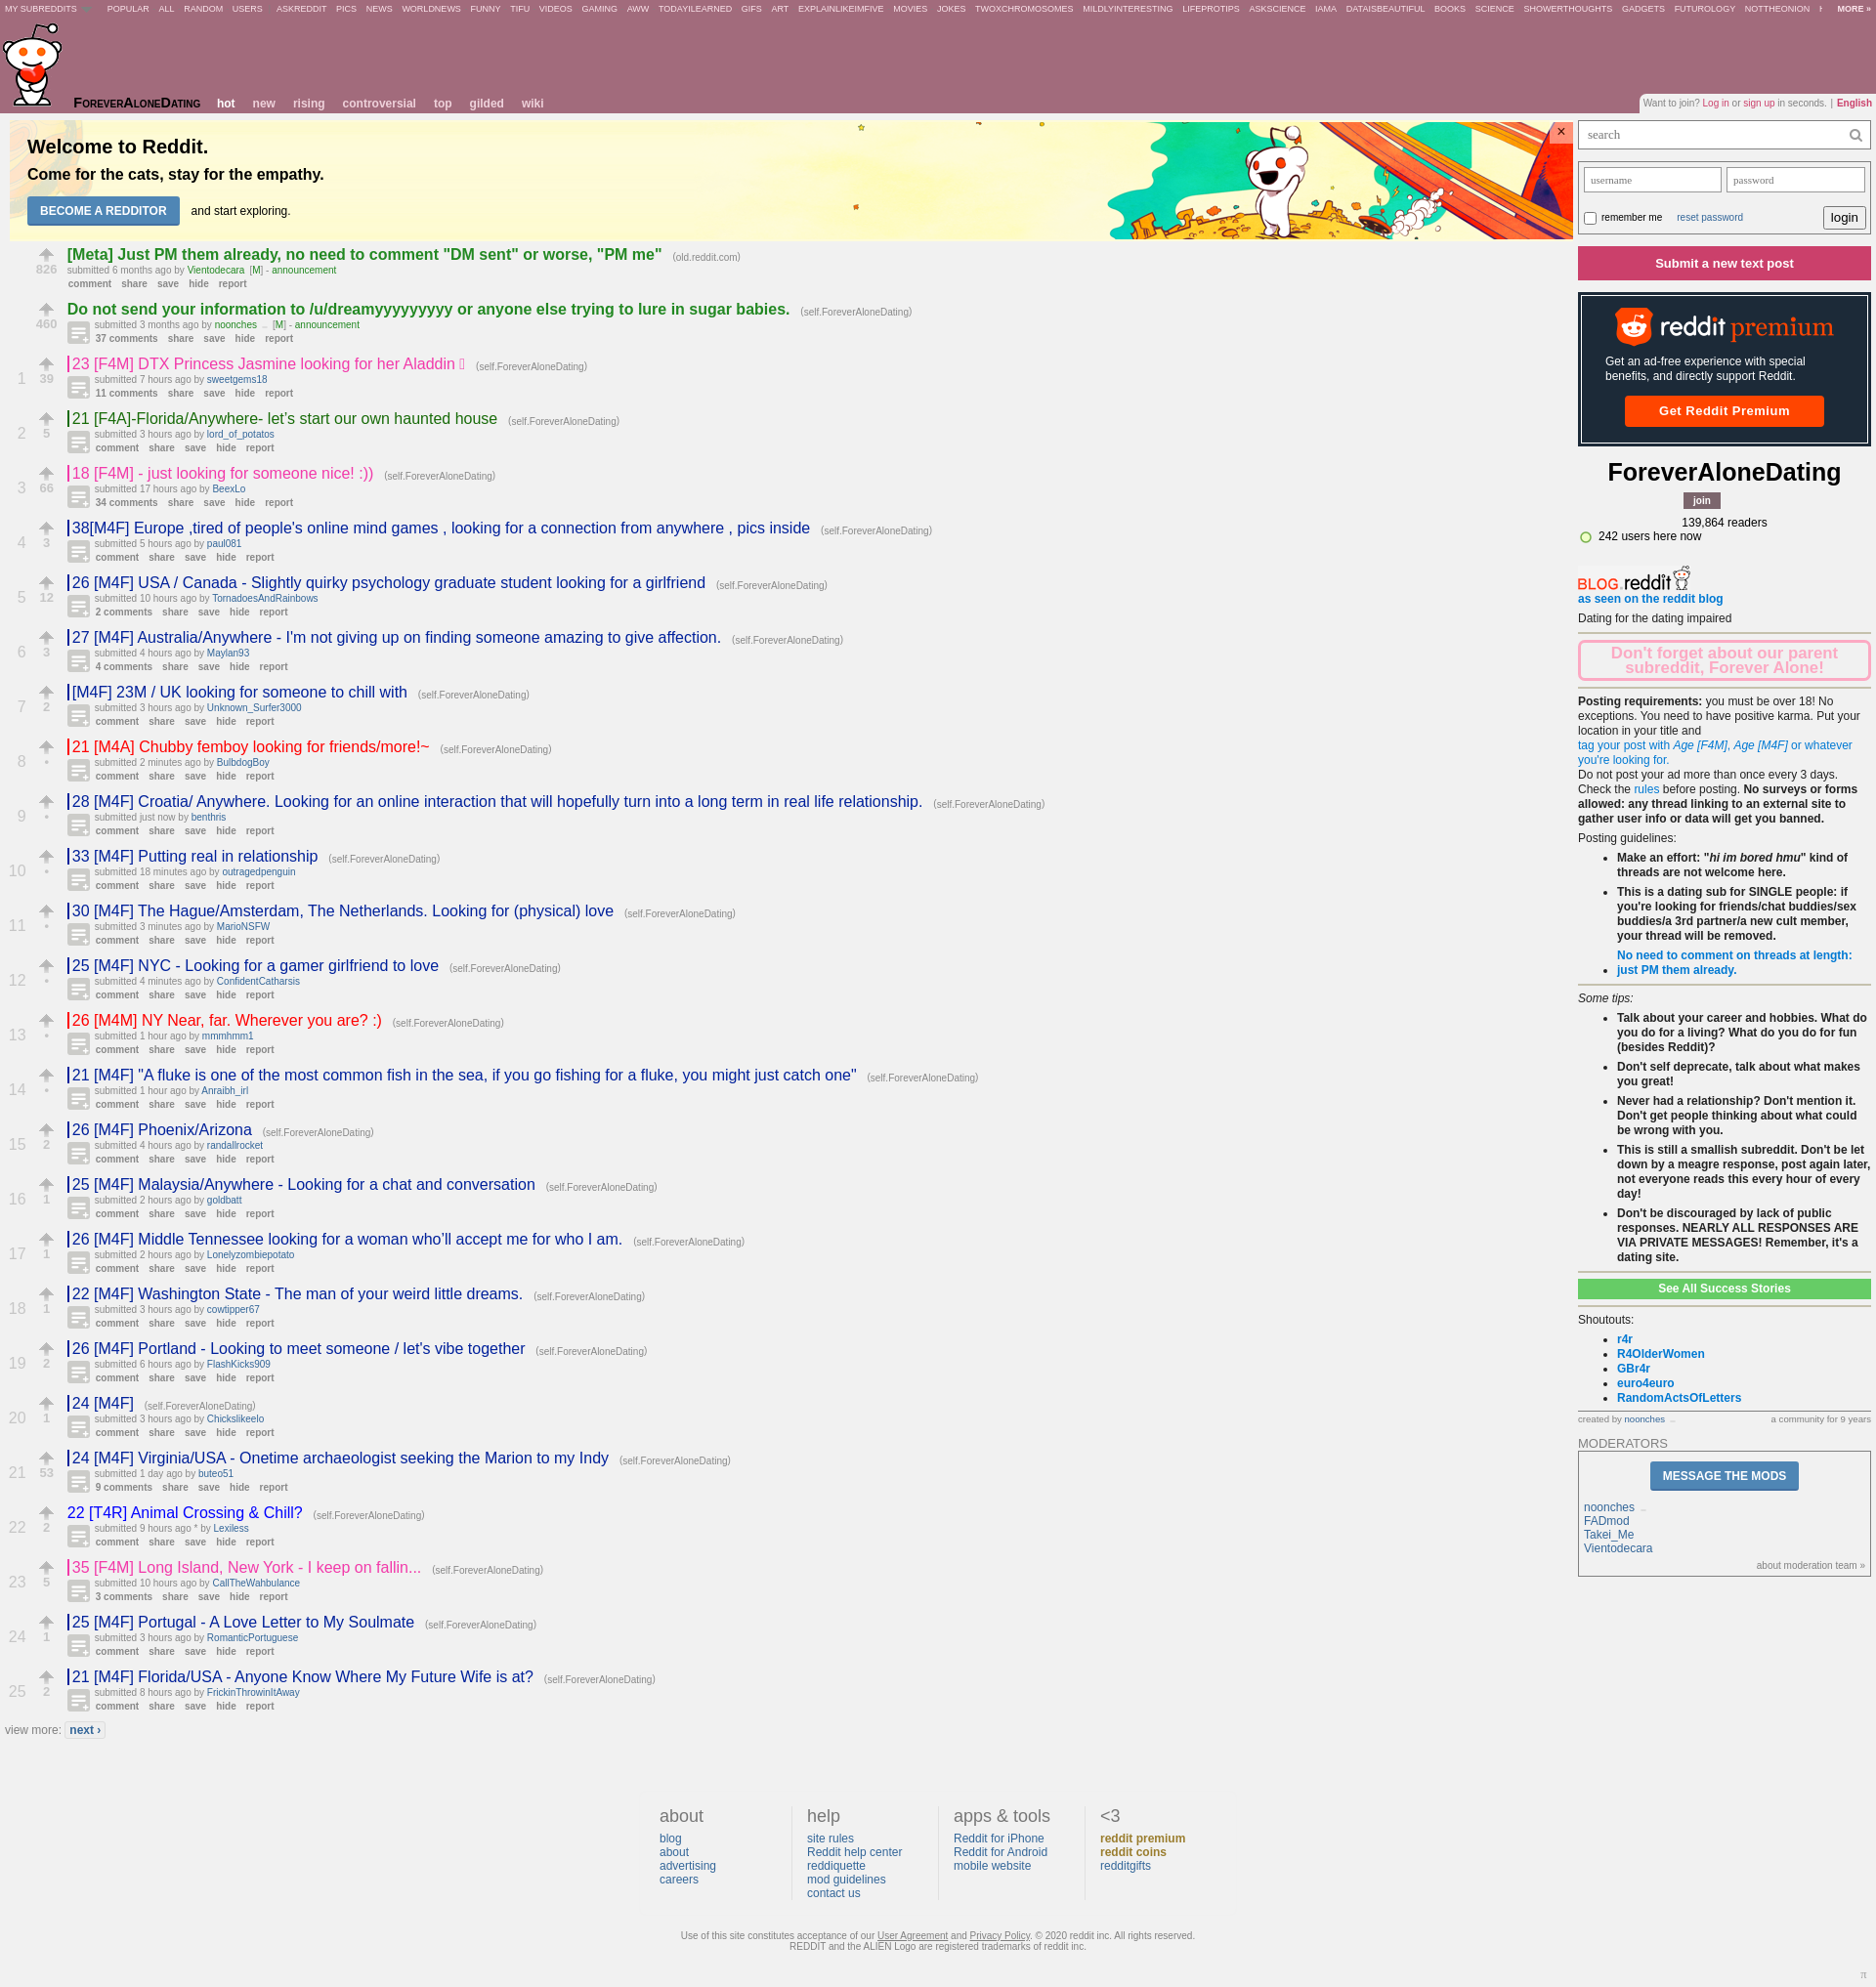 MY SUBREDDITS POPULAR ALL RANDOM USERS ASKREDDIT PICS NEWS WORLDNEWS FUNNY TIFU VIDEOS GAMING AWW TODAYILEARNED GIFS ART EXPLAINLIKEIMFIVE MOVIES JOKES TWOXCHROMOSOMES MILDLYINTERESTING LIFEPROTIPS ASKSCIENCE IAMA DATAISBEAUTIFUL BOOKS SCIENCE SHOWERTHOUGHTS GADGETS FUTUROLOGY NOTTHEONION MORE »
ForeverAloneDating hot new rising controversial top gilded wiki
Want to join? Log in or sign up in seconds. | English
Welcome to Reddit.
Come for the cats, stay for the empathy.
BECOME A REDDITOR and start exploring.
×
826
[Meta] Just PM them already, no need to comment "DM sent" or worse, "PM me" (old.reddit.com)
submitted 6 months ago by Vientodecara [M] - announcement
comment share save hide report
460
Do not send your information to /u/dreamyyyyyyyyy or anyone else trying to lure in sugar babies. (self.ForeverAloneDating)
submitted 3 months ago by noonches ... [M] - announcement
37 comments share save hide report
1 39
23 [F4M] DTX Princess Jasmine looking for her Aladdin (self.ForeverAloneDating)
submitted 7 hours ago by sweetgems18
11 comments share save hide report
2 5
21 [F4A]-Florida/Anywhere- let's start our own haunted house (self.ForeverAloneDating)
submitted 3 hours ago by lord_of_potatos
comment share save hide report
3 66
18 [F4M] - just looking for someone nice! :)) (self.ForeverAloneDating)
submitted 17 hours ago by BeexLo
34 comments share save hide report
4 3
38[M4F] Europe ,tired of people's online mind games , looking for a connection from anywhere , pics inside (self.ForeverAloneDating)
submitted 5 hours ago by paul081
comment share save hide report
5 12
26 [M4F] USA / Canada - Slightly quirky psychology graduate student looking for a girlfriend (self.ForeverAloneDating)
submitted 10 hours ago by TornadoesAndRainbows
2 comments share save hide report
6 3
27 [M4F] Australia/Anywhere - I'm not giving up on finding someone amazing to give affection. (self.ForeverAloneDating)
submitted 4 hours ago by Maylan93
4 comments share save hide report
7 2
[M4F] 23M / UK looking for someone to chill with (self.ForeverAloneDating)
submitted 3 hours ago by Unknown_Surfer3000
comment share save hide report
8 •
21 [M4A] Chubby femboy looking for friends/more!~ (self.ForeverAloneDating)
submitted 2 minutes ago by BulbdogBoy
comment share save hide report
9 •
28 [M4F] Croatia/ Anywhere. Looking for an online interaction that will hopefully turn into a long term in real life relationship. (self.ForeverAloneDating)
submitted just now by benthris
comment share save hide report
10 •
33 [M4F] Putting real in relationship (self.ForeverAloneDating)
submitted 18 minutes ago by outragedpenguin
comment share save hide report
11 •
30 [M4F] The Hague/Amsterdam, The Netherlands. Looking for (physical) love (self.ForeverAloneDating)
submitted 3 minutes ago by MarioNSFW
comment share save hide report
12 •
25 [M4F] NYC - Looking for a gamer girlfriend to love (self.ForeverAloneDating)
submitted 4 minutes ago by ConfidentCatharsis
comment share save hide report
13 •
26 [M4M] NY Near, far. Wherever you are? :) (self.ForeverAloneDating)
submitted 1 hour ago by mmmhmm1
comment share save hide report
14 •
21 [M4F] "A fluke is one of the most common fish in the sea, if you go fishing for a fluke, you might just catch one" (self.ForeverAloneDating)
submitted 1 hour ago by Anraibh_irl
comment share save hide report
15 2
26 [M4F] Phoenix/Arizona (self.ForeverAloneDating)
submitted 4 hours ago by randallrocket
comment share save hide report
16 1
25 [M4F] Malaysia/Anywhere - Looking for a chat and conversation (self.ForeverAloneDating)
submitted 2 hours ago by goldbatt
comment share save hide report
17 1
26 [M4F] Middle Tennessee looking for a woman who'll accept me for who I am. (self.ForeverAloneDating)
submitted 2 hours ago by Lonelyzombiepotato
comment share save hide report
18 1
22 [M4F] Washington State - The man of your weird little dreams. (self.ForeverAloneDating)
submitted 3 hours ago by cowtipper67
comment share save hide report
19 2
26 [M4F] Portland - Looking to meet someone / let's vibe together (self.ForeverAloneDating)
submitted 6 hours ago by FlashKicks909
comment share save hide report
20 1
24 [M4F] (self.ForeverAloneDating)
submitted 3 hours ago by Chickslikeelo
comment share save hide report
21 53
24 [M4F] Virginia/USA - Onetime archaeologist seeking the Marion to my Indy (self.ForeverAloneDating)
submitted 1 day ago by buteo51
9 comments share save hide report
22 2
22 [T4R] Animal Crossing & Chill? (self.ForeverAloneDating)
submitted 9 hours ago * by Lexiless
comment share save hide report
23 5
35 [F4M] Long Island, New York - I keep on fallin... (self.ForeverAloneDating)
submitted 10 hours ago by CallTheWahbulance
3 comments share save hide report
24 1
25 [M4F] Portugal - A Love Letter to My Soulmate (self.ForeverAloneDating)
submitted 3 hours ago by RomanticPortuguese
comment share save hide report
25 2
21 [M4F] Florida/USA - Anyone Know Where My Future Wife is at? (self.ForeverAloneDating)
submitted 8 hours ago by FrickinThrowinItAway
comment share save hide report
view more: next ›
search
username password
remember me reset password login
Submit a new text post
reddit premium
Get an ad-free experience with special
benefits, and directly support Reddit.
Get Reddit Premium
ForeverAloneDating
join
139,864 readers
242 users here now
BLOG.reddit
as seen on the reddit blog
Dating for the dating impaired
Don't forget about our parent
subreddit, Forever Alone!
Posting requirements: you must be over 18! No
exceptions. You need to have positive karma. Put your
location in your title and
tag your post with Age [F4M], Age [M4F] or whatever
you're looking for.
Do not post your ad more than once every 3 days.
Check the rules before posting. No surveys or forms
allowed: any thread linking to an external site to
gather user info or data will get you banned.
Posting guidelines:
• Make an effort: "hi im bored hmu" kind of
threads are not welcome here.
• This is a dating sub for SINGLE people: if
you're looking for friends/chat buddies/sex
buddies/a 3rd partner/a new cult member,
your thread will be removed.
No need to comment on threads at length:
• just PM them already.
Some tips:
• Talk about your career and hobbies. What do
you do for a living? What do you do for fun
(besides Reddit)?
• Don't self deprecate, talk about what makes
you great!
• Never had a relationship? Don't mention it.
Don't get people thinking about what could
be wrong with you.
• This is still a smallish subreddit. Don't be let
down by a meagre response, post again later,
not everyone reads this every hour of every
day!
• Don't be discouraged by lack of public
responses. NEARLY ALL RESPONSES ARE
VIA PRIVATE MESSAGES! Remember, it's a
dating site.
See All Success Stories
Shoutouts:
• r4r
• R4OlderWomen
• GBr4r
• euro4euro
• RandomActsOfLetters
created by noonches ... a community for 9 years
MODERATORS
MESSAGE THE MODS
noonches ...
FADmod
Takei_Me
Vientodecara
about moderation team »
about
blog
about
advertising
careers
help
site rules
Reddit help center
reddiquette
mod guidelines
contact us
apps & tools
Reddit for iPhone
Reddit for Android
mobile website
<3
reddit premium
reddit coins
redditgifts
Use of this site constitutes acceptance of our User Agreement and Privacy Policy. © 2020 reddit inc. All rights reserved.
REDDIT and the ALIEN Logo are registered trademarks of reddit inc.
π